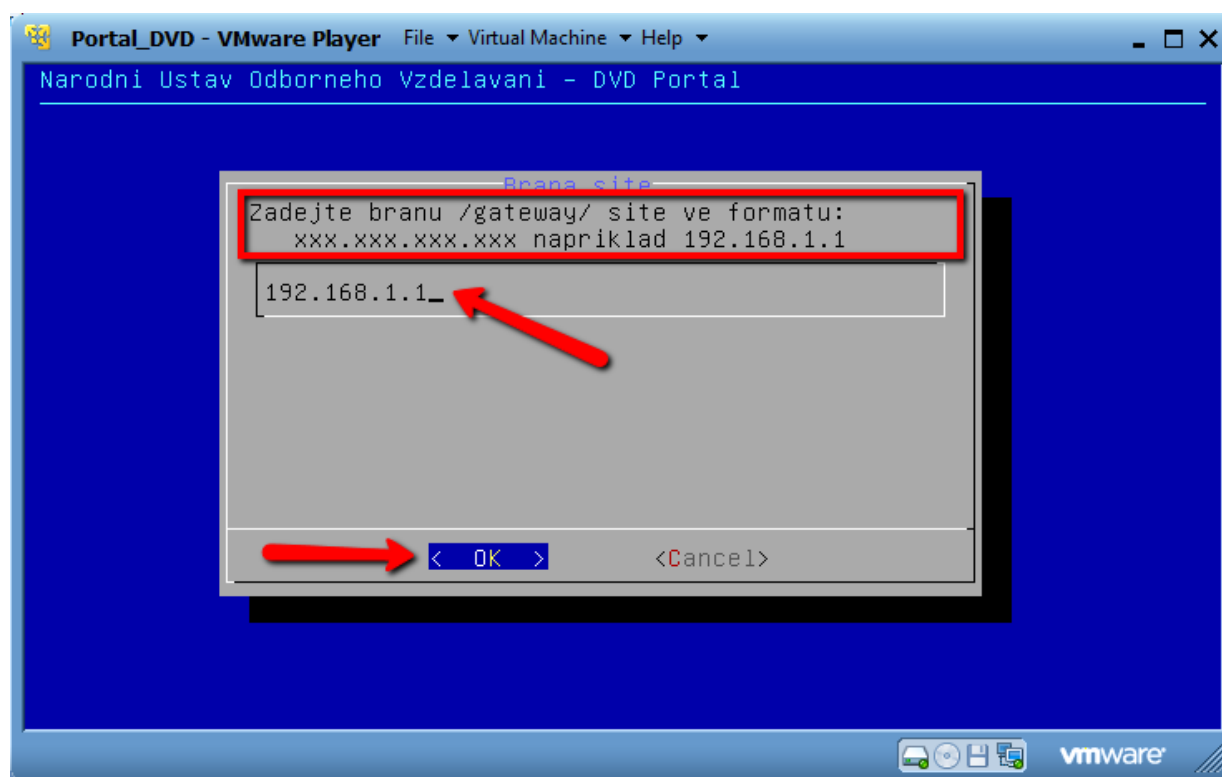 Portal_DVD - VMware Player File Virtual Machine Help
Narodni Ustav Odborneho Vzdelavani - DVD Portal
Brana site
Zadejte branu /gateway/ site ve formatu:
xxx.xxx.xxx.xxx napriklad 192.168.1.1
192.168.1.1_
< OK > <Cancel>
vmware